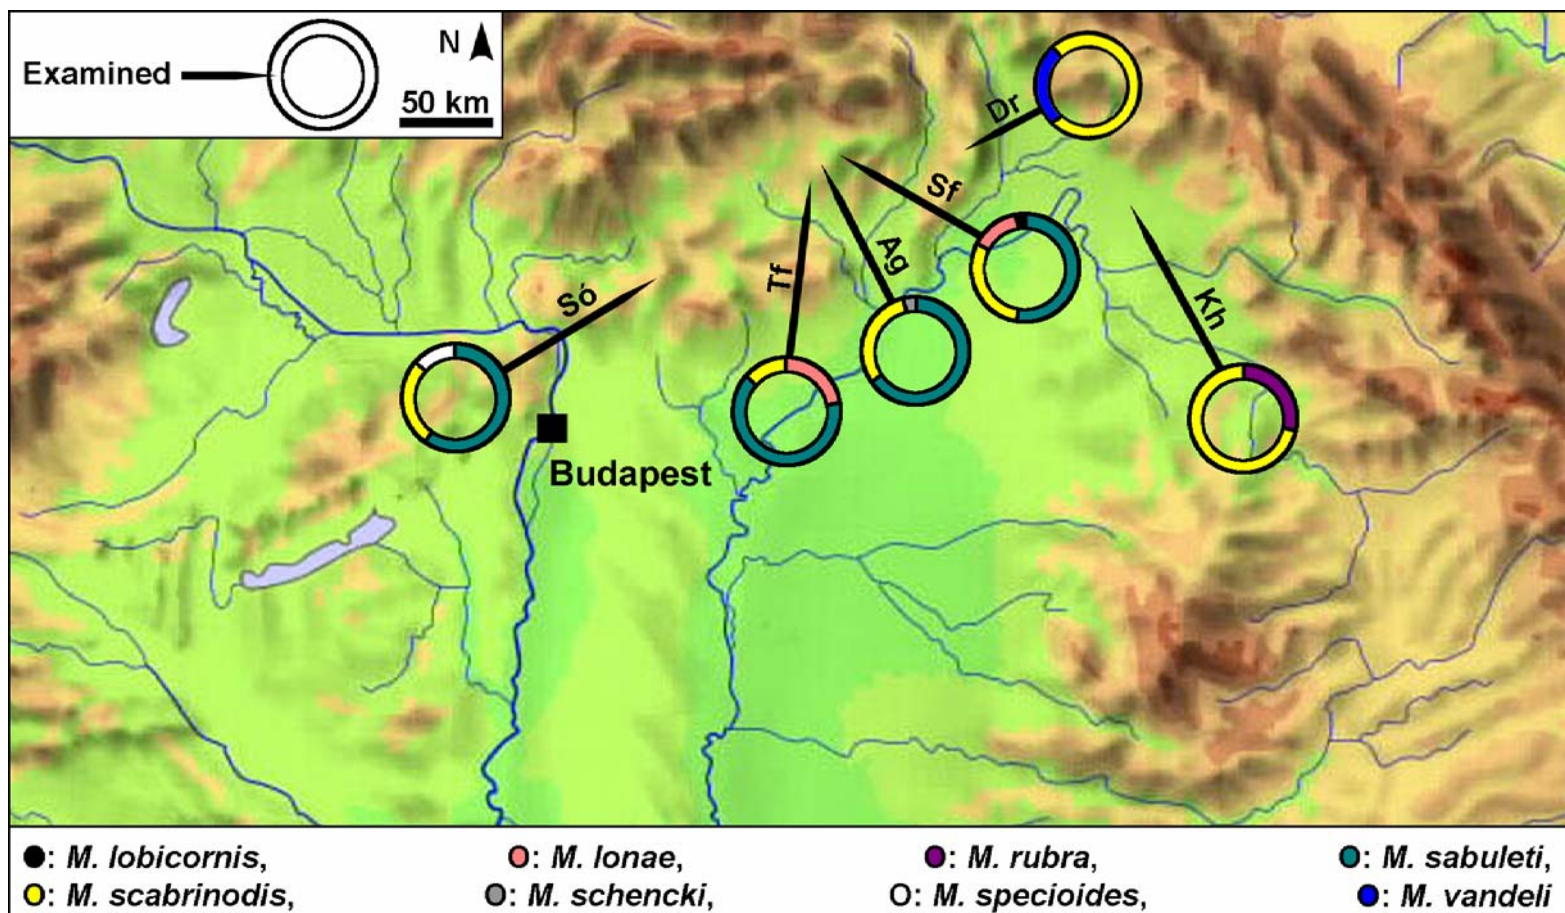 N
Examined
50 km
Dr
Sf
Ag
Tf
Só
Kh
Budapest
: M. lobicornis, : M. lonae, : M. rubra, : M. sabuleti,
: M. scabrinodis, : M. schencki, : M. specioides, : M. vandeli